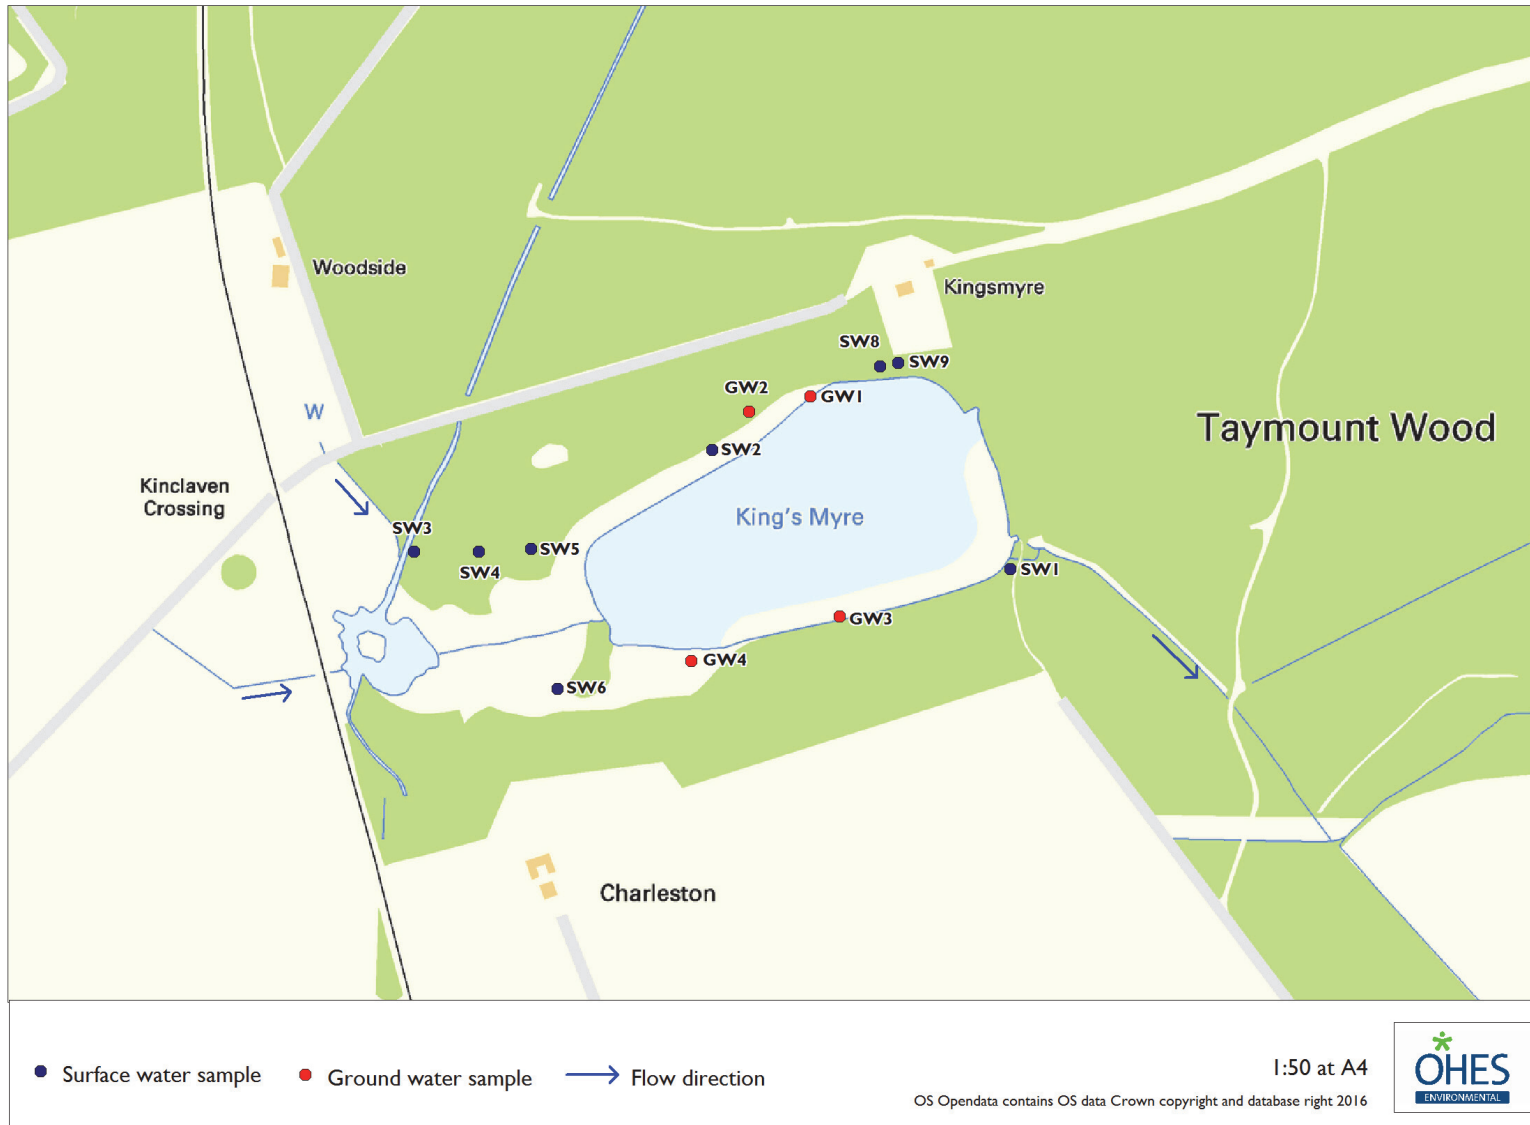 Woodside
Kingsmyre
SW8
SW9
GW2
GW1
W
Taymount Wood
SW2
Kinclaven
Crossing
King's Myre
SW3
SW5
SW4
SW1
GW3
GW4
SW6
Charleston
Surface water sample
Ground water sample
Flow direction
1:50 at A4
OS Opendata contains OS data Crown copyright and database right 2016
OHES
ENVIRONMENTAL